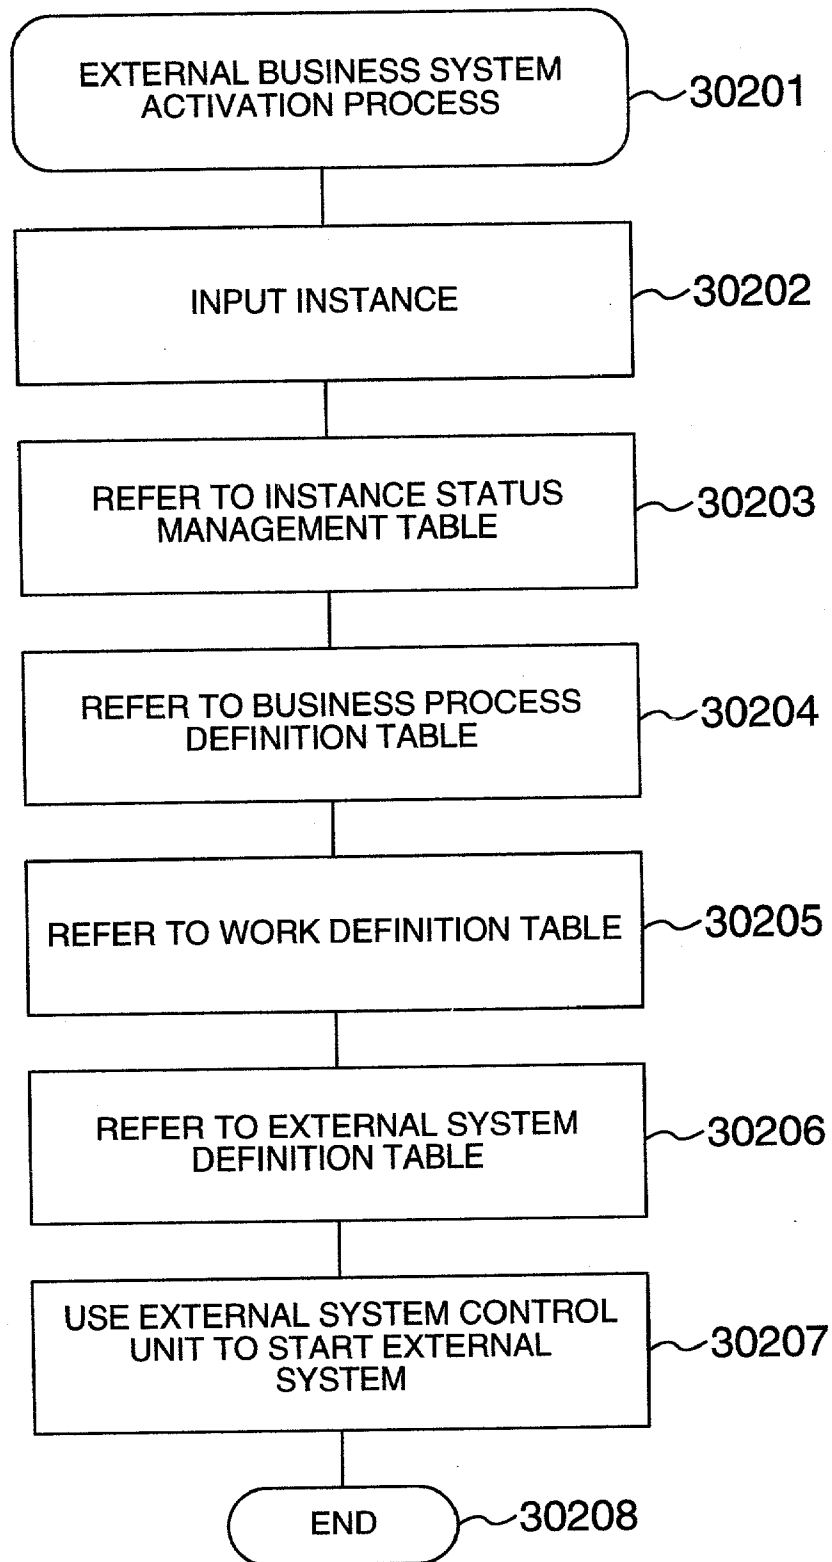 EXTERNAL BUSINESS SYSTEM
ACTIVATION PROCESS
30201
INPUT INSTANCE
30202
REFER TO INSTANCE STATUS
MANAGEMENT TABLE
30203
REFER TO BUSINESS PROCESS
DEFINITION TABLE
30204
REFER TO WORK DEFINITION TABLE
30205
REFER TO EXTERNAL SYSTEM
DEFINITION TABLE
30206
USE EXTERNAL SYSTEM CONTROL
UNIT TO START EXTERNAL
SYSTEM
30207
END
30208